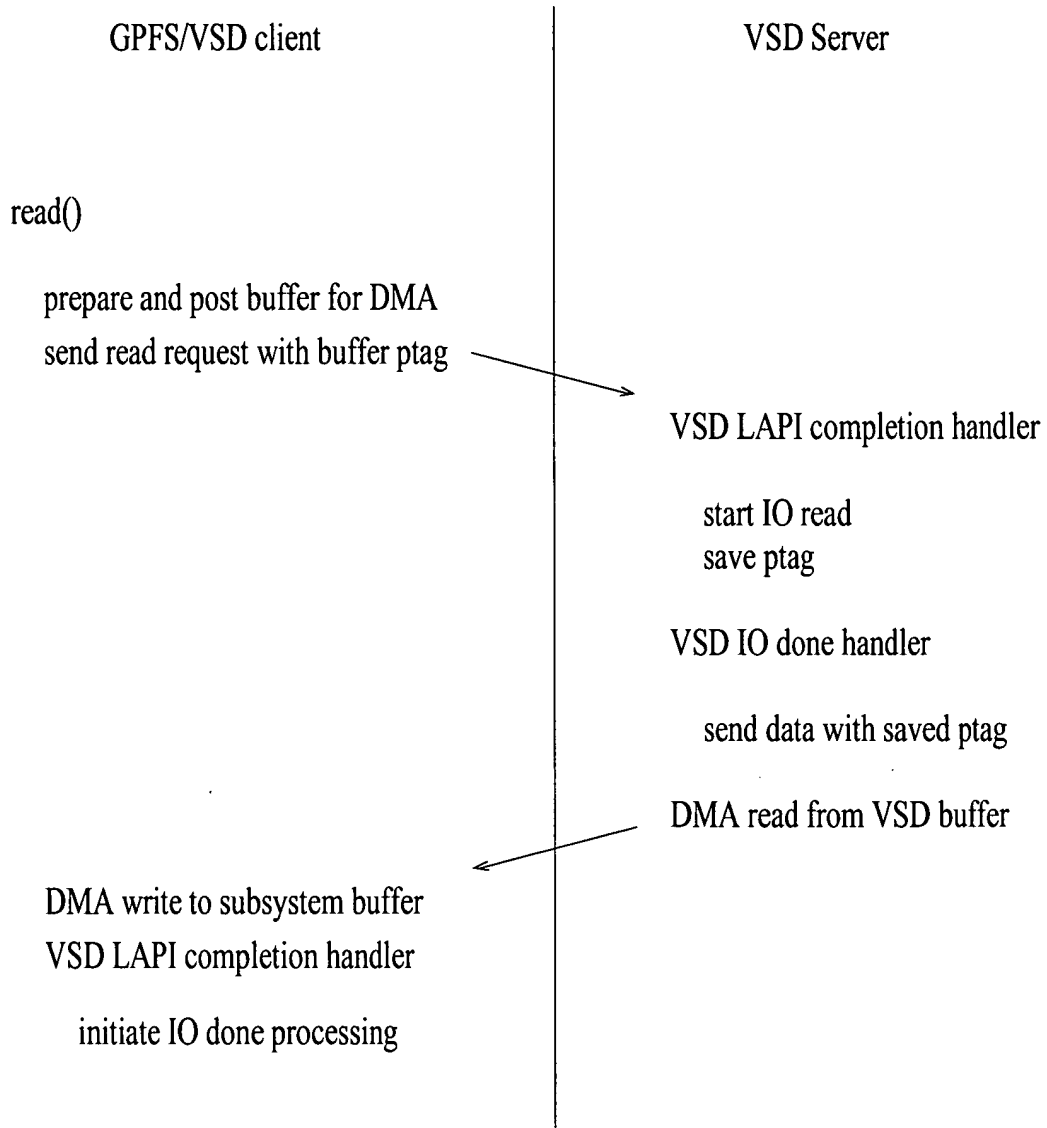 GPFS/VSD client
VSD Server
read()
prepare and post buffer for DMA
send read request with buffer ptag
VSD LAPI completion handler
start IO read
save ptag
VSD IO done handler
send data with saved ptag
DMA read from VSD buffer
DMA write to subsystem buffer
VSD LAPI completion handler
initiate IO done processing